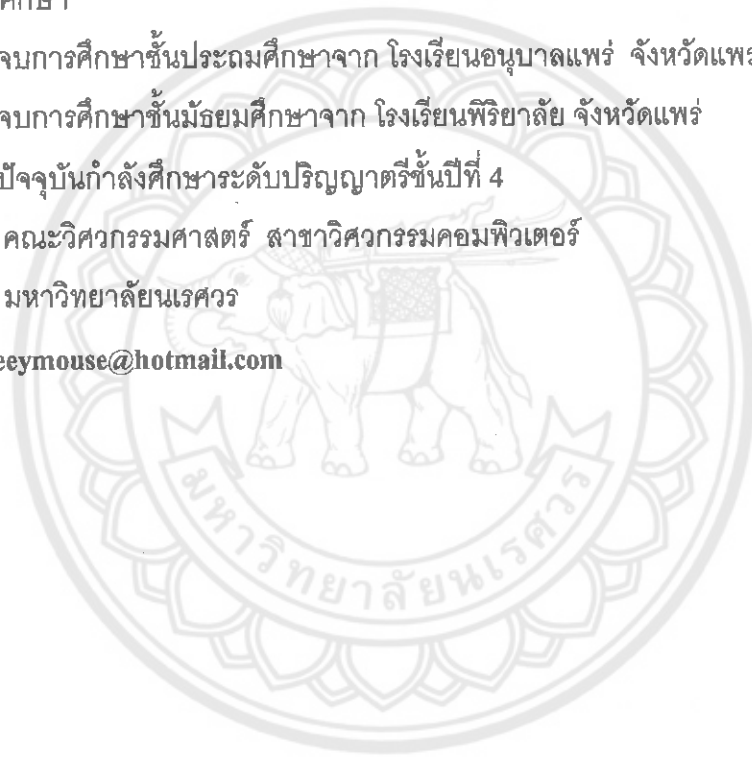 ศึกษา
จบการศึกษาชั้นประถมศึกษาจาก โรงเรียนอนุบาลแพร่ จังหวัดแพร่
จบการศึกษาชั้นมัธยมศึกษาจาก โรงเรียนพิริยาลัย จังหวัดแพร่
ปัจจุบันกำลังศึกษาระดับปริญญาตรีชั้นปีที่ 4
คณะวิศวกรรมศาสตร์ สาขาวิศวกรรมคอมพิวเตอร์
มหาวิทยาลัยนเรศวร
eeymouse@hotmail.com
มหาวิทยาลัยนเรศวร